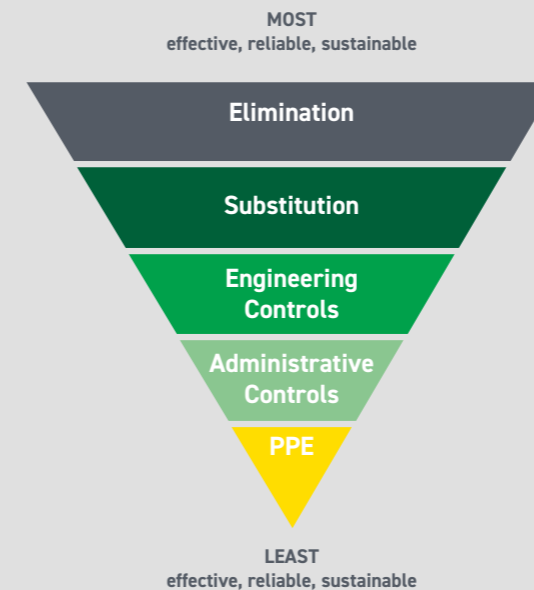 MOST
effective, reliable, sustainable
Elimination
Substitution
Engineering
Controls
Administrative
Controls
PPE
LEAST
effective, reliable, sustainable